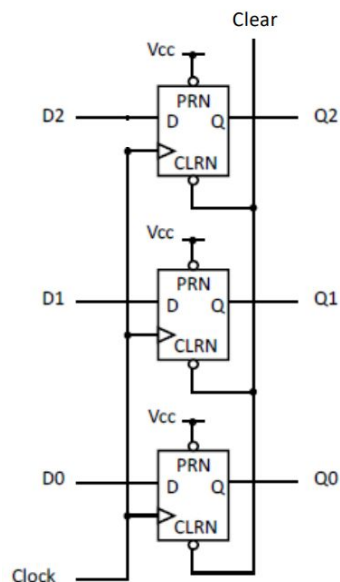 Clear
Vcc
PRN
D2 D Q Q2
CLRN
Vcc
PRN
D1 D Q Q1
CLRN
Vcc
PRN
D0 D Q Q0
CLRN
Clock